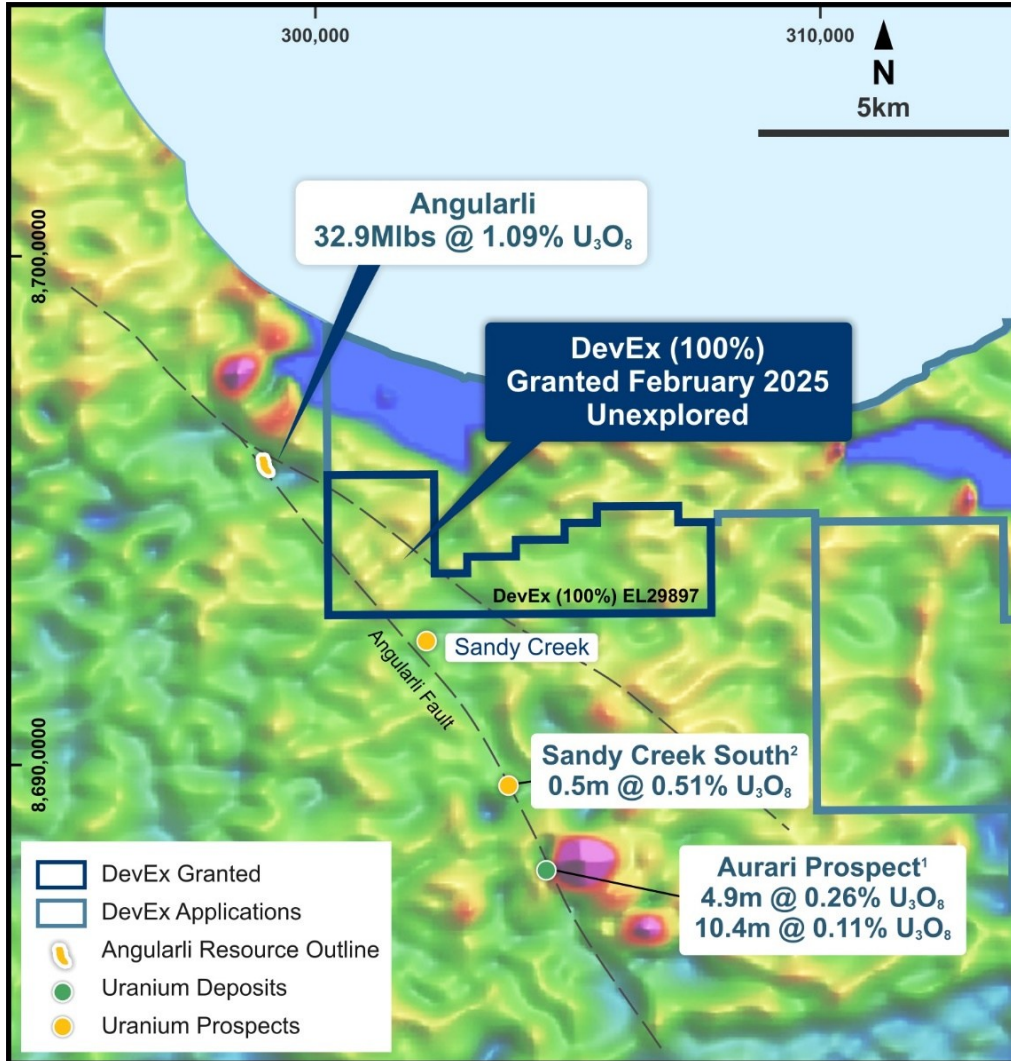 300,000
310,000
N
5km
8,700,0000
Angularli
32.9Mlbs @ 1.09% U₃O₈
DevEx (100%)
Granted February 2025
Unexplored
DevEx (100%) EL29897
Sandy Creek
Angularli Fault
8,690,0000
Sandy Creek South²
0.5m @ 0.51% U₃O₈
Aurari Prospect¹
4.9m @ 0.26% U₃O₈
10.4m @ 0.11% U₃O₈
DevEx Granted
DevEx Applications
Angularli Resource Outline
Uranium Deposits
Uranium Prospects